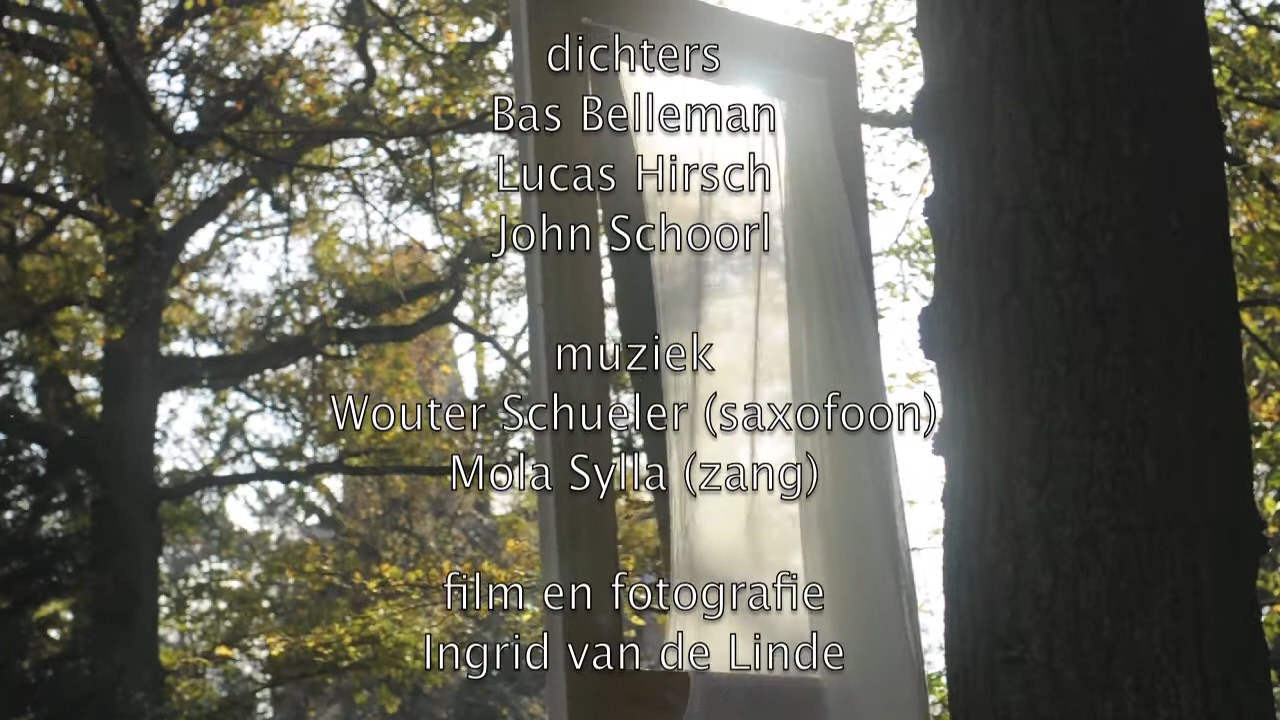 dichters
Bas Belleman
Lucas Hirsch
John Schoorl
muziek
Wouter Schueler (saxofoon)
Mola Sylla (zang)
film en fotografie
Ingrid van de Linde